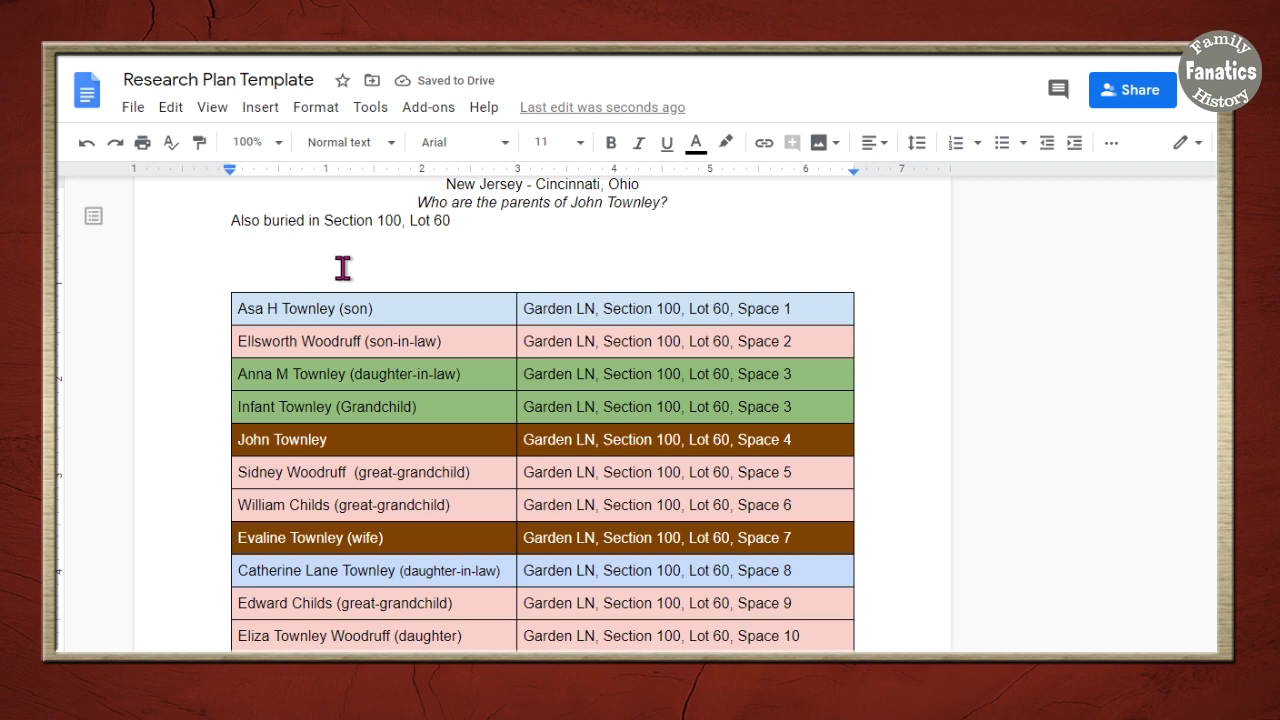 Family
Fanatics
History
Research Plan Template
Saved to Drive
Share
File Edit View Insert Format Tools Add-ons Help Last edit was seconds ago
100% Normal text Arial 11 B I U A
1 1 2 3 4 5 6 7
New Jersey - Cincinnati, Ohio
Who are the parents of John Townley?
Also buried in Section 100, Lot 60
Asa H Townley (son) Garden LN, Section 100, Lot 60, Space 1
Ellsworth Woodruff (son-in-law) Garden LN, Section 100, Lot 60, Space 2
Anna M Townley (daughter-in-law) Garden LN, Section 100, Lot 60, Space 3
Infant Townley (Grandchild) Garden LN, Section 100, Lot 60, Space 3
John Townley Garden LN, Section 100, Lot 60, Space 4
Sidney Woodruff (great-grandchild) Garden LN, Section 100, Lot 60, Space 5
William Childs (great-grandchild) Garden LN, Section 100, Lot 60, Space 6
Evaline Townley (wife) Garden LN, Section 100, Lot 60, Space 7
Catherine Lane Townley (daughter-in-law) Garden LN, Section 100, Lot 60, Space 8
Edward Childs (great-grandchild) Garden LN, Section 100, Lot 60, Space 9
Eliza Townley Woodruff (daughter) Garden LN, Section 100, Lot 60, Space 10